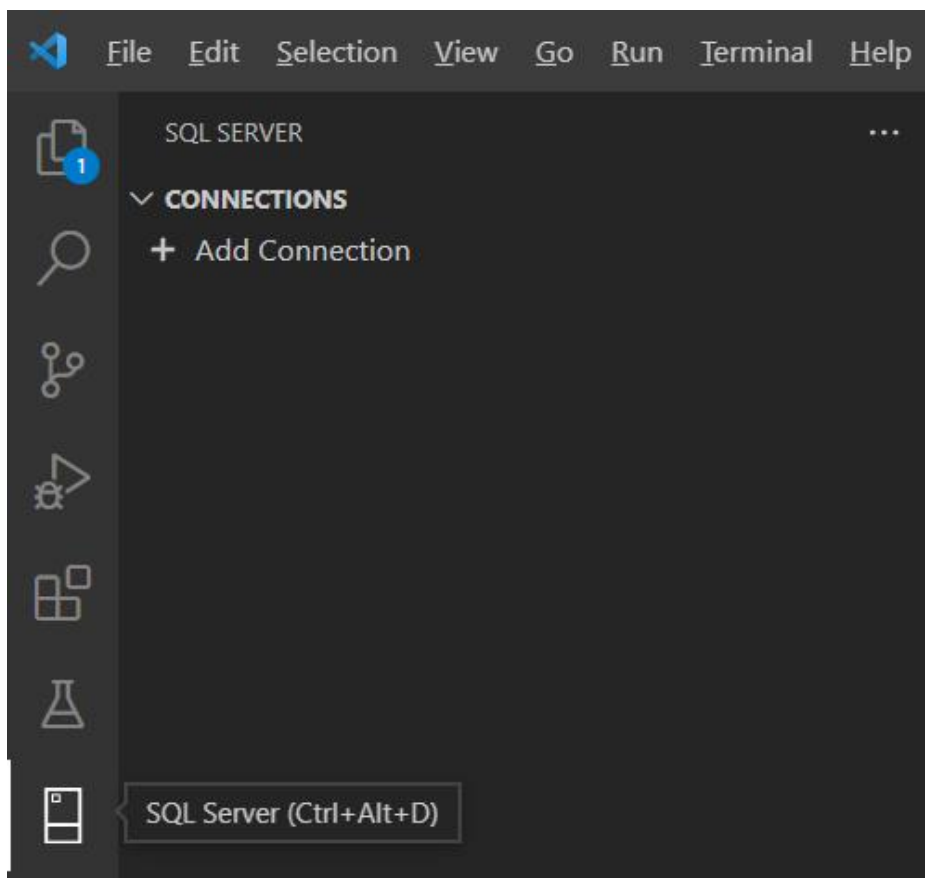 File Edit Selection View Go Run Terminal Help
SQL SERVER
1
CONNECTIONS
Add Connection
SQL Server (Ctrl+Alt+D)